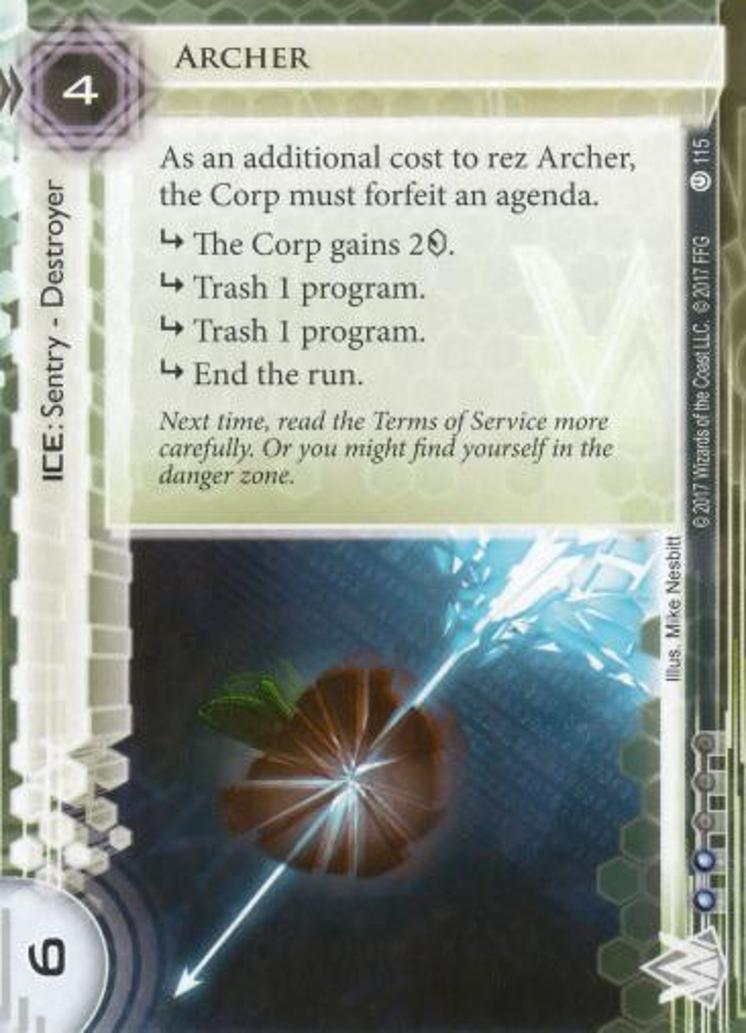 ARCHER
4
As an additional cost to rez Archer,
the Corp must forfeit an agenda.
↳ The Corp gains 2.
↳ Trash 1 program.
↳ Trash 1 program.
↳ End the run.
Next time, read the Terms of Service more
carefully. Or you might find yourself in the
danger zone.
ICE: Sentry - Destroyer
115
© 2017 Wizards of the Coast LLC. © 2017 FFG
Illus. Mike Nesbitt
6